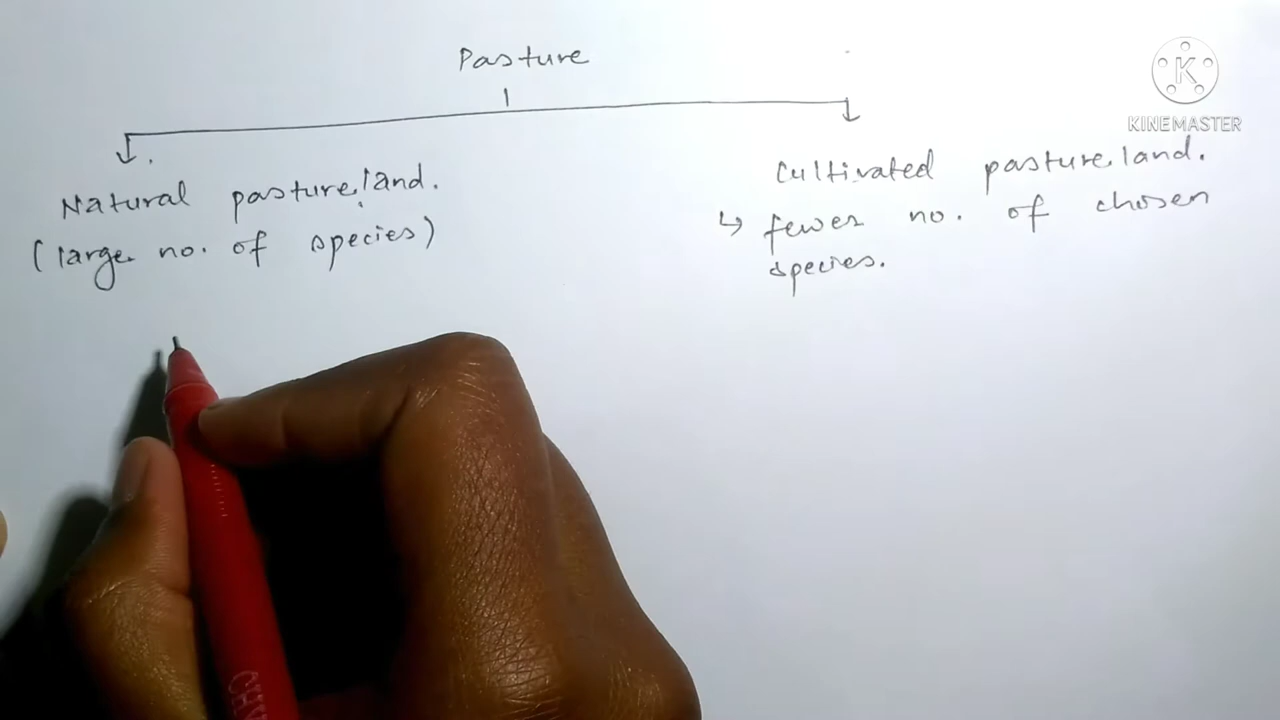 Pasture
Natural pasture land.
(large no. of species)
Cultivated pasture land.
↳ fewer no. of chosen
species.
KINEMASTER